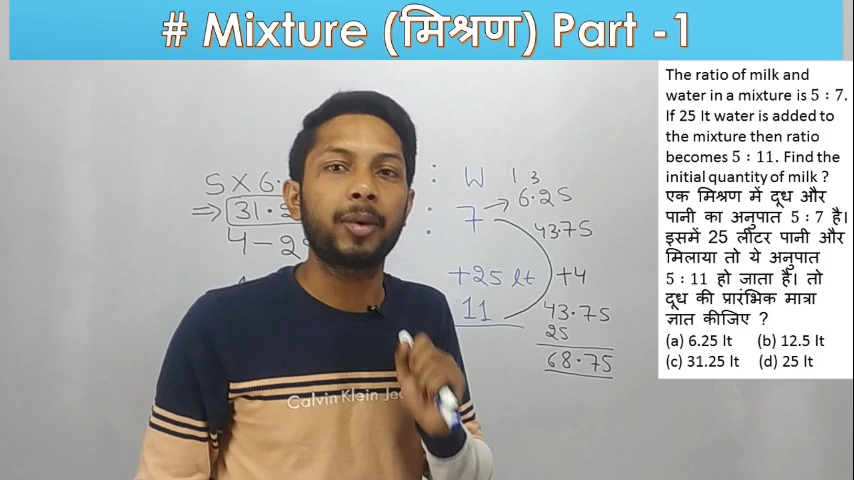 # Mixture (मिश्रण) Part -1
The ratio of milk and
water in a mixture is 5 : 7.
If 25 lt water is added to
the mixture then ratio
becomes 5 : 11. Find the
initial quantity of milk ?
एक मिश्रण में दूध और
पानी का अनुपात 5 : 7 है।
इसमें 25 लीटर पानी और
मिलाया तो ये अनुपात
5 : 11 हो जाता है। तो
दूध की प्रारंभिक मात्रा
ज्ञात कीजिए ?
(a) 6.25 lt (b) 12.5 lt
(c) 31.25 lt (d) 25 lt
5 X 6.
⇒ 31.2
4 – 2
: W
: 7 → 6.25
43.75
+25 lt +4
11
43.75
25
68.75
Calvin Klein Je